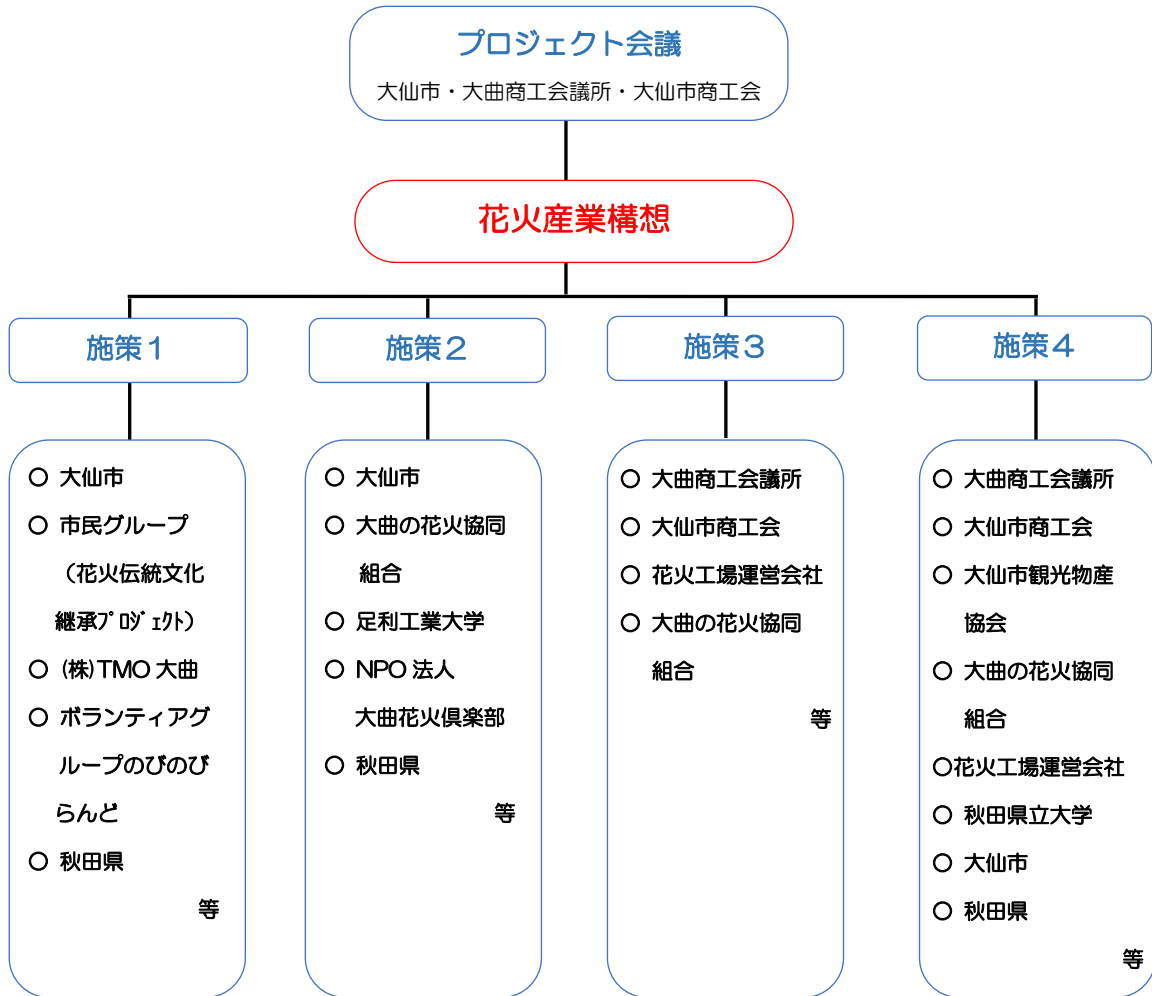 プロジェクト会議
大仙市・大曲商工会議所・大仙市商工会
花火産業構想
施策1
○ 大仙市
○ 市民グループ
（花火伝統文化
継承ﾌﾟﾛｼﾞｪｸﾄ）
○ (株)TMO 大曲
○ ボランティアグ
ループのびのび
らんど
○ 秋田県
等
施策2
○ 大仙市
○ 大曲の花火協同
組合
○ 足利工業大学
○ NPO 法人
大曲花火倶楽部
○ 秋田県
等
施策3
○ 大曲商工会議所
○ 大仙市商工会
○ 花火工場運営会社
○ 大曲の花火協同
組合
等
施策4
○ 大曲商工会議所
○ 大仙市商工会
○ 大仙市観光物産
協会
○ 大曲の花火協同
組合
○花火工場運営会社
○ 秋田県立大学
○ 大仙市
○ 秋田県
等